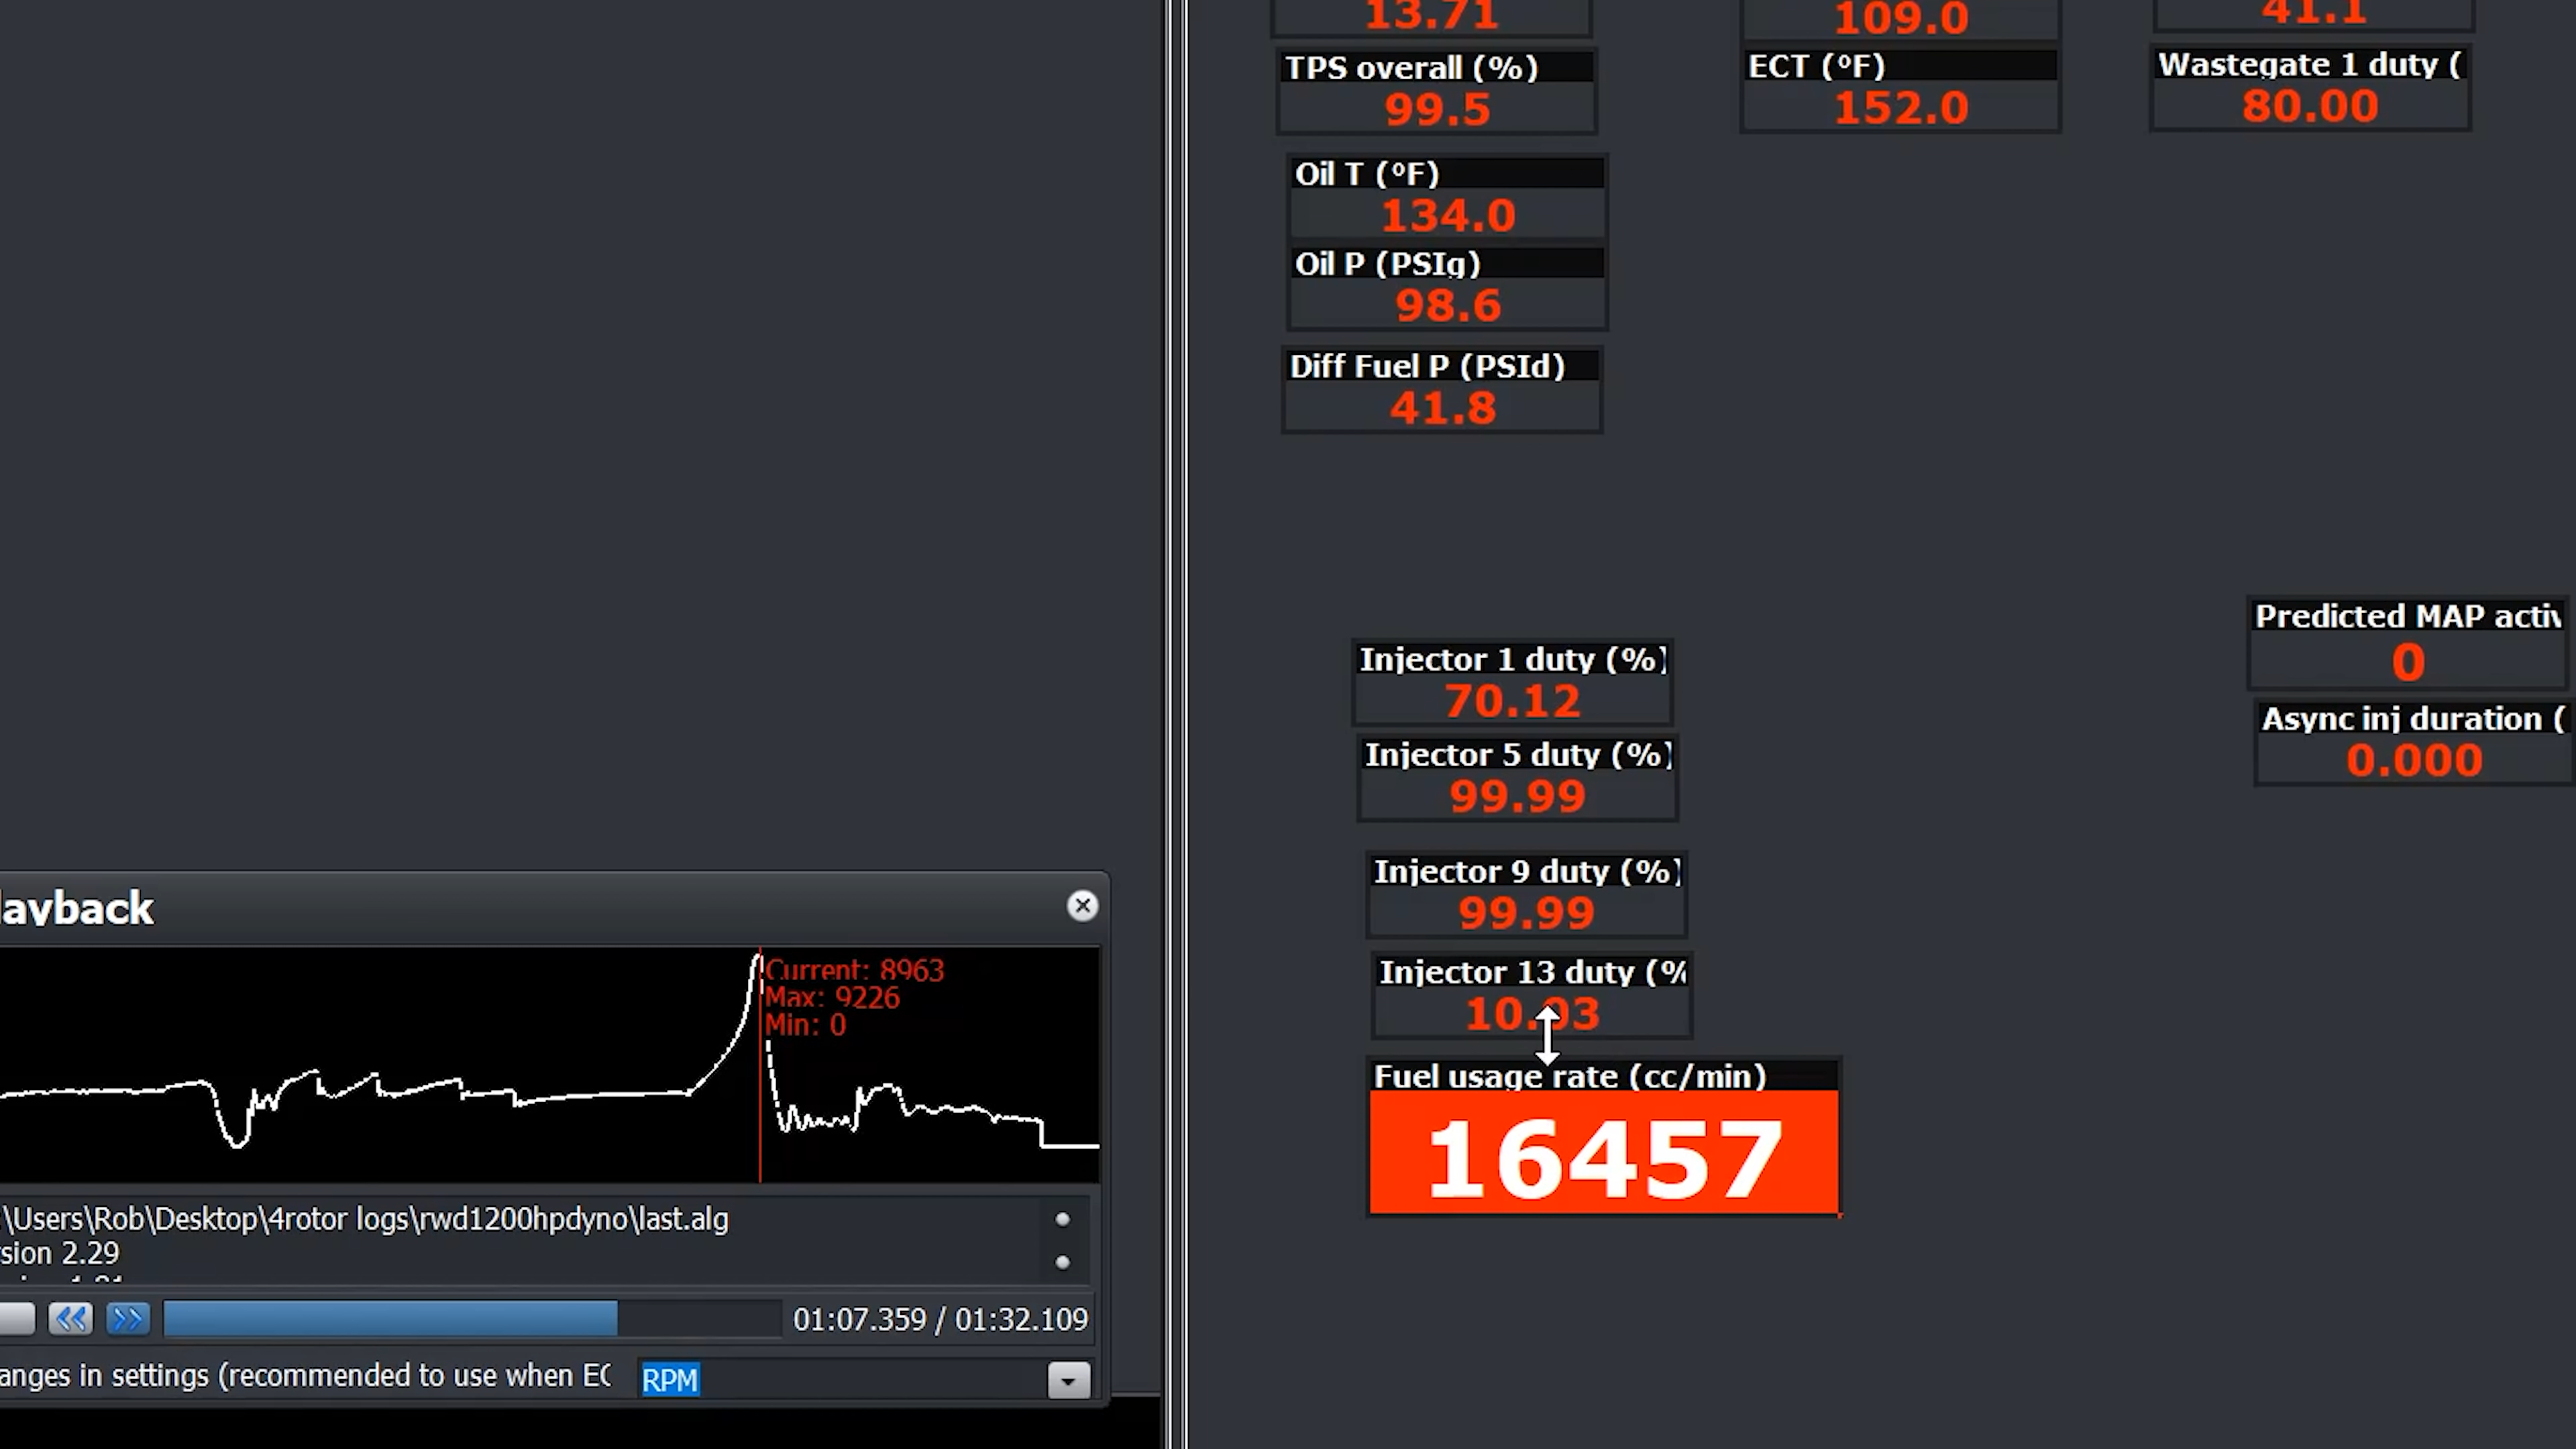 13.71
109.0
41.1
TPS overall (%)
99.5
ECT (ºF)
152.0
Wastegate 1 duty (
80.00
Oil T (ºF)
134.0
Oil P (PSIg)
98.6
Diff Fuel P (PSId)
41.8
Predicted MAP activ
0
Async inj duration (
0.000
Injector 1 duty (%)
70.12
Injector 5 duty (%)
99.99
Injector 9 duty (%)
99.99
Injector 13 duty (%
10.03
Fuel usage rate (cc/min)
16457
layback
Current: 8963
Max: 9226
Min: 0
:\Users\Rob\Desktop\4rotor logs\rwd1200hpdyno\last.alg
rsion 2.29
01:07.359 / 01:32.109
anges in settings (recommended to use when EC
RPM